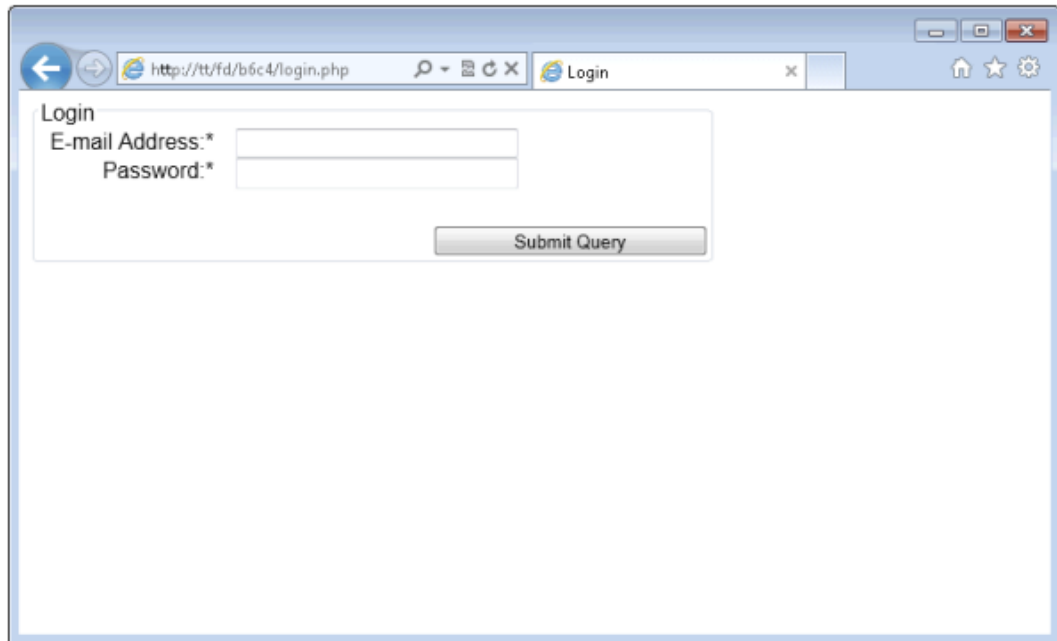 http://tt/fd/b6c4/login.php
Login
Login
E-mail Address:*
Password:*
Submit Query